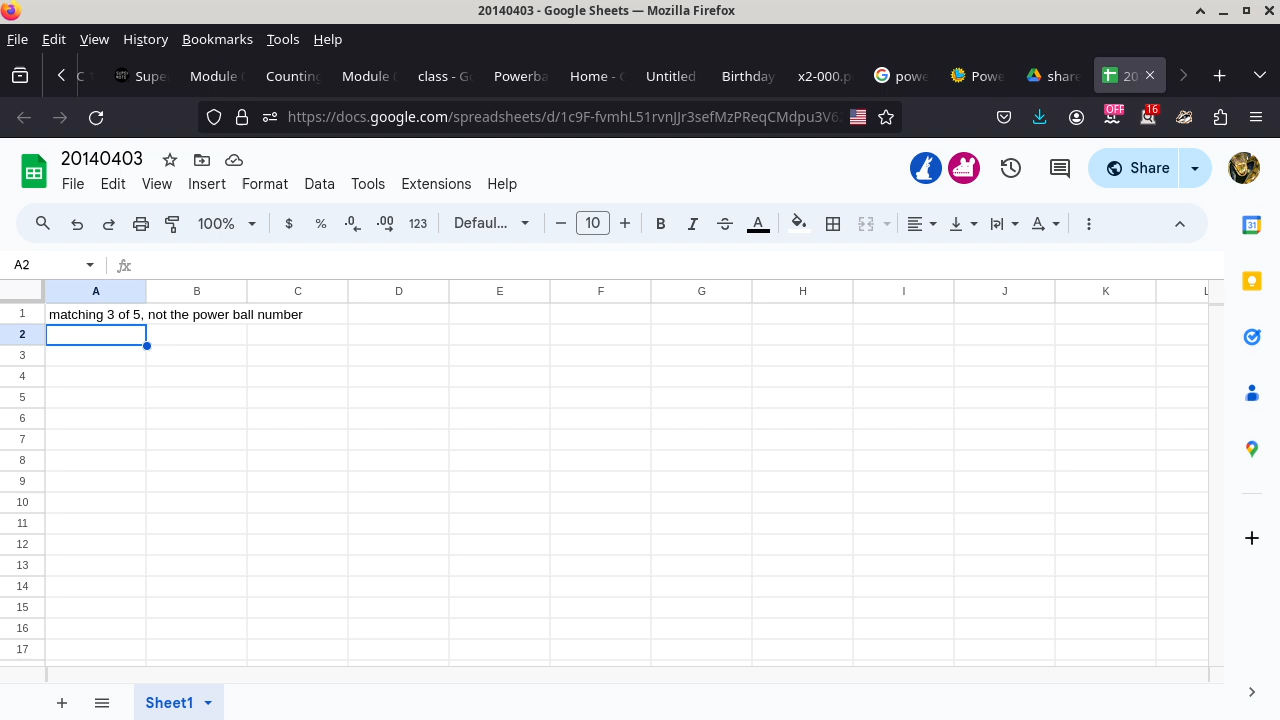 20140403 - Google Sheets — Mozilla Firefox
File Edit View History Bookmarks Tools Help
Supe Module Counting Module class - G Powerba Home - Untitled Birthday x2-000.p powe Powe share 20
https://docs.google.com/spreadsheets/d/1c9F-fvmhL51rvnJJr3sefMzPReqCMdpu3V6 OFF 16
20140403
File Edit View Insert Format Data Tools Extensions Help
Share
100% $ % .0 .00 123 Defaul... 10 B I S A
A2 fx
A B C D E F G H I J K L
1 matching 3 of 5, not the power ball number
2
3
4
5
6
7
8
9
10
11
12
13
14
15
16
17
Sheet1
31